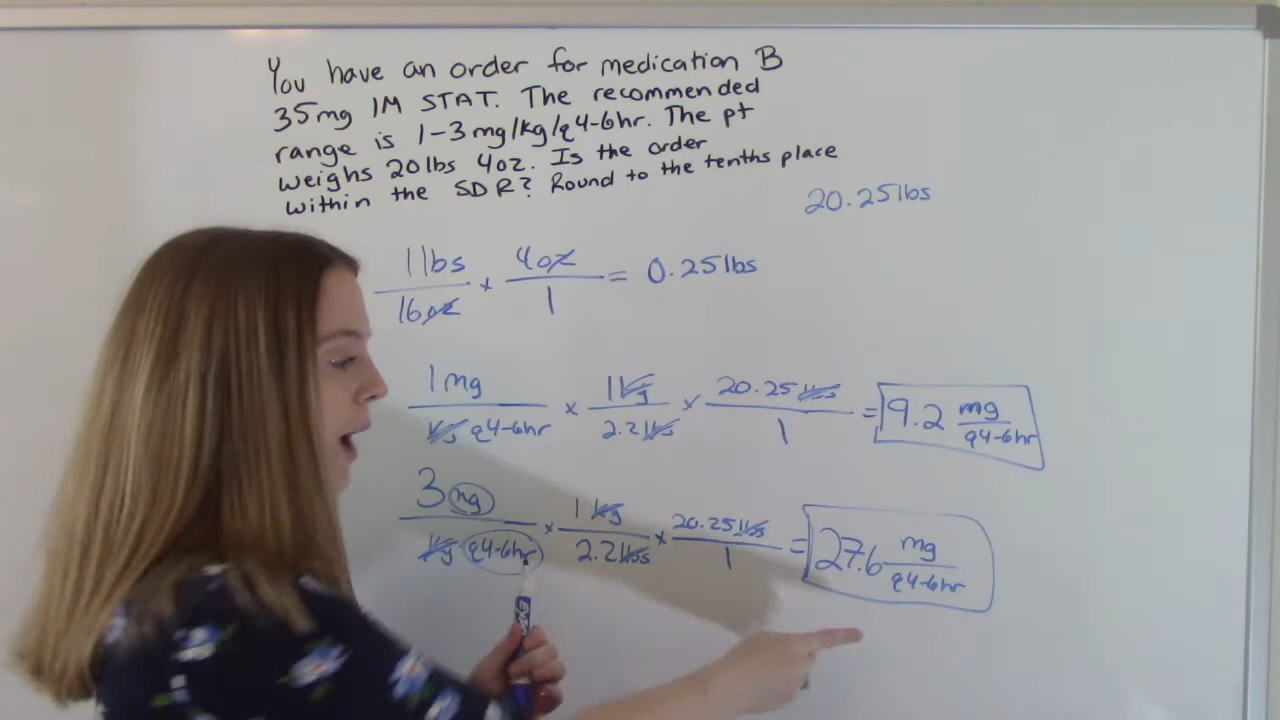 You have an order for medication B
35mg IM STAT. The recommended
range is 1-3mg/kg/q4-6hr. The pt
weighs 20lbs 4oz. Is the order
within the SDR? Round to the tenths place
20.25lbs
1lbs/16oz x 4oz/1 = 0.25lbs
1mg/kg q4-6hr x 1kg/2.2lbs x 20.25lbs/1 = 9.2 mg/q4-6hr
3mg/kg·q4-6hr x 1kg/2.2lbs x 20.25lbs/1 = 27.6 mg/q4-6hr
EXPO